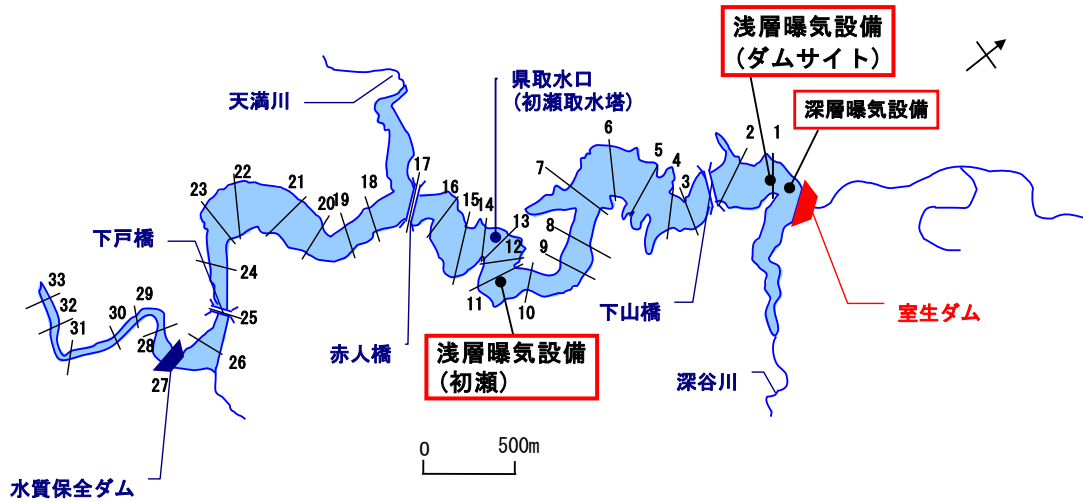 浅層曝気設備
(ダムサイト)
深層曝気設備
県取水口
(初瀬取水塔)
天満川
1
2
3
4
5
6
7
8
9
10
11
12
13
14
15
16
17
18
19
20
21
22
23
24
25
26
27
28
29
30
31
32
33
下戸橋
下山橋
室生ダム
赤人橋
浅層曝気設備
(初瀬)
深谷川
水質保全ダム
0
500m